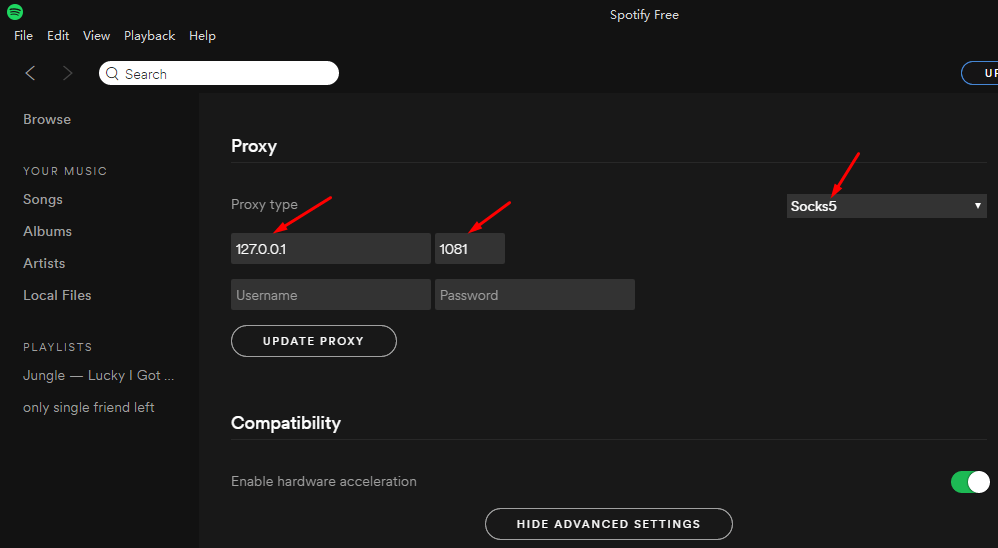 Spotify Free
File Edit View Playback Help
Search
UP
Browse
YOUR MUSIC
Songs
Albums
Artists
Local Files
PLAYLISTS
Jungle — Lucky I Got ...
only single friend left
Proxy
Proxy type
Socks5
127.0.0.1 1081
Username Password
UPDATE PROXY
Compatibility
Enable hardware acceleration
HIDE ADVANCED SETTINGS